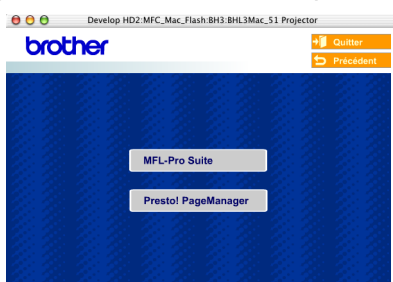 Develop HD2:MFC_Mac_Flash:BH3:BHL3Mac_51 Projector
brother
Quitter
Précédent
MFL-Pro Suite
Presto! PageManager